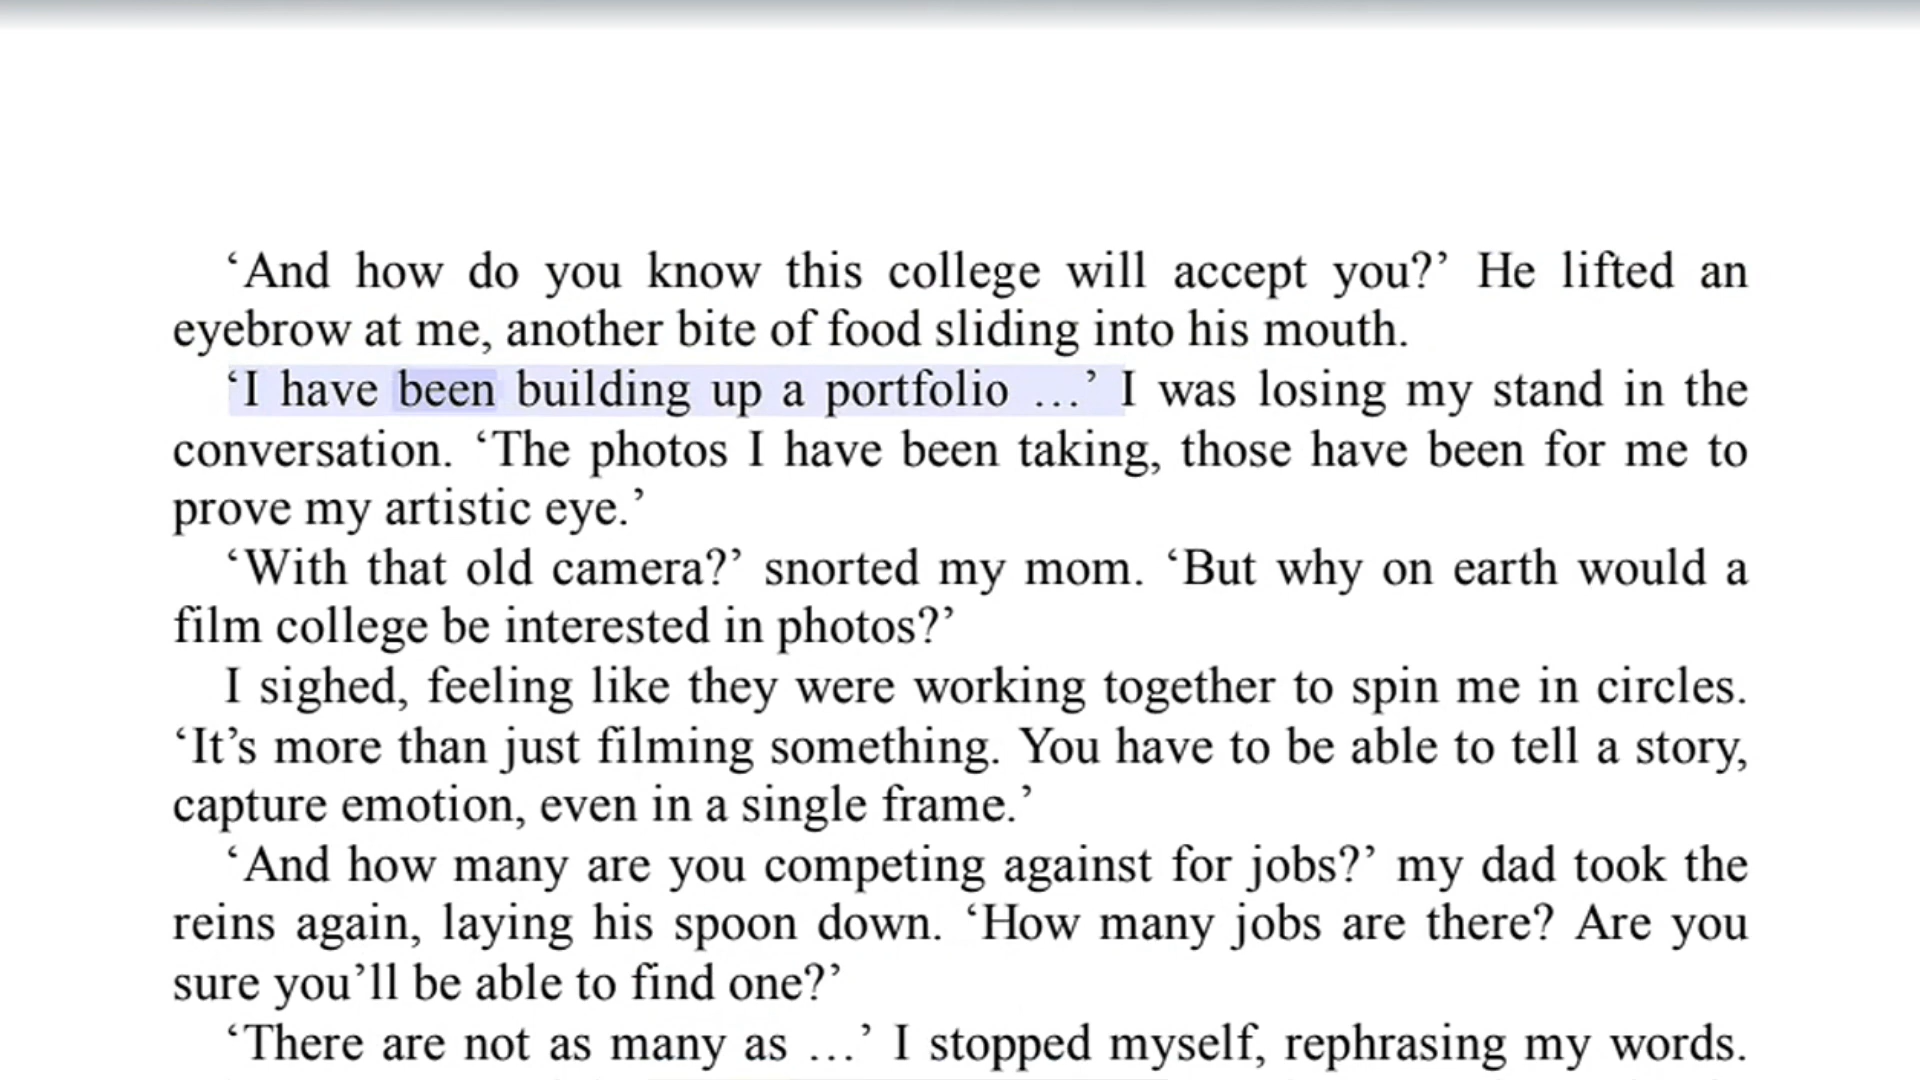 ‘And how do you know this college will accept you?’ He lifted an
eyebrow at me, another bite of food sliding into his mouth.
‘I have been building up a portfolio …’ I was losing my stand in the
conversation. ‘The photos I have been taking, those have been for me to
prove my artistic eye.’
‘With that old camera?’ snorted my mom. ‘But why on earth would a
film college be interested in photos?’
I sighed, feeling like they were working together to spin me in circles.
‘It’s more than just filming something. You have to be able to tell a story,
capture emotion, even in a single frame.’
‘And how many are you competing against for jobs?’ my dad took the
reins again, laying his spoon down. ‘How many jobs are there? Are you
sure you’ll be able to find one?’
‘There are not as many as …’ I stopped myself, rephrasing my words.